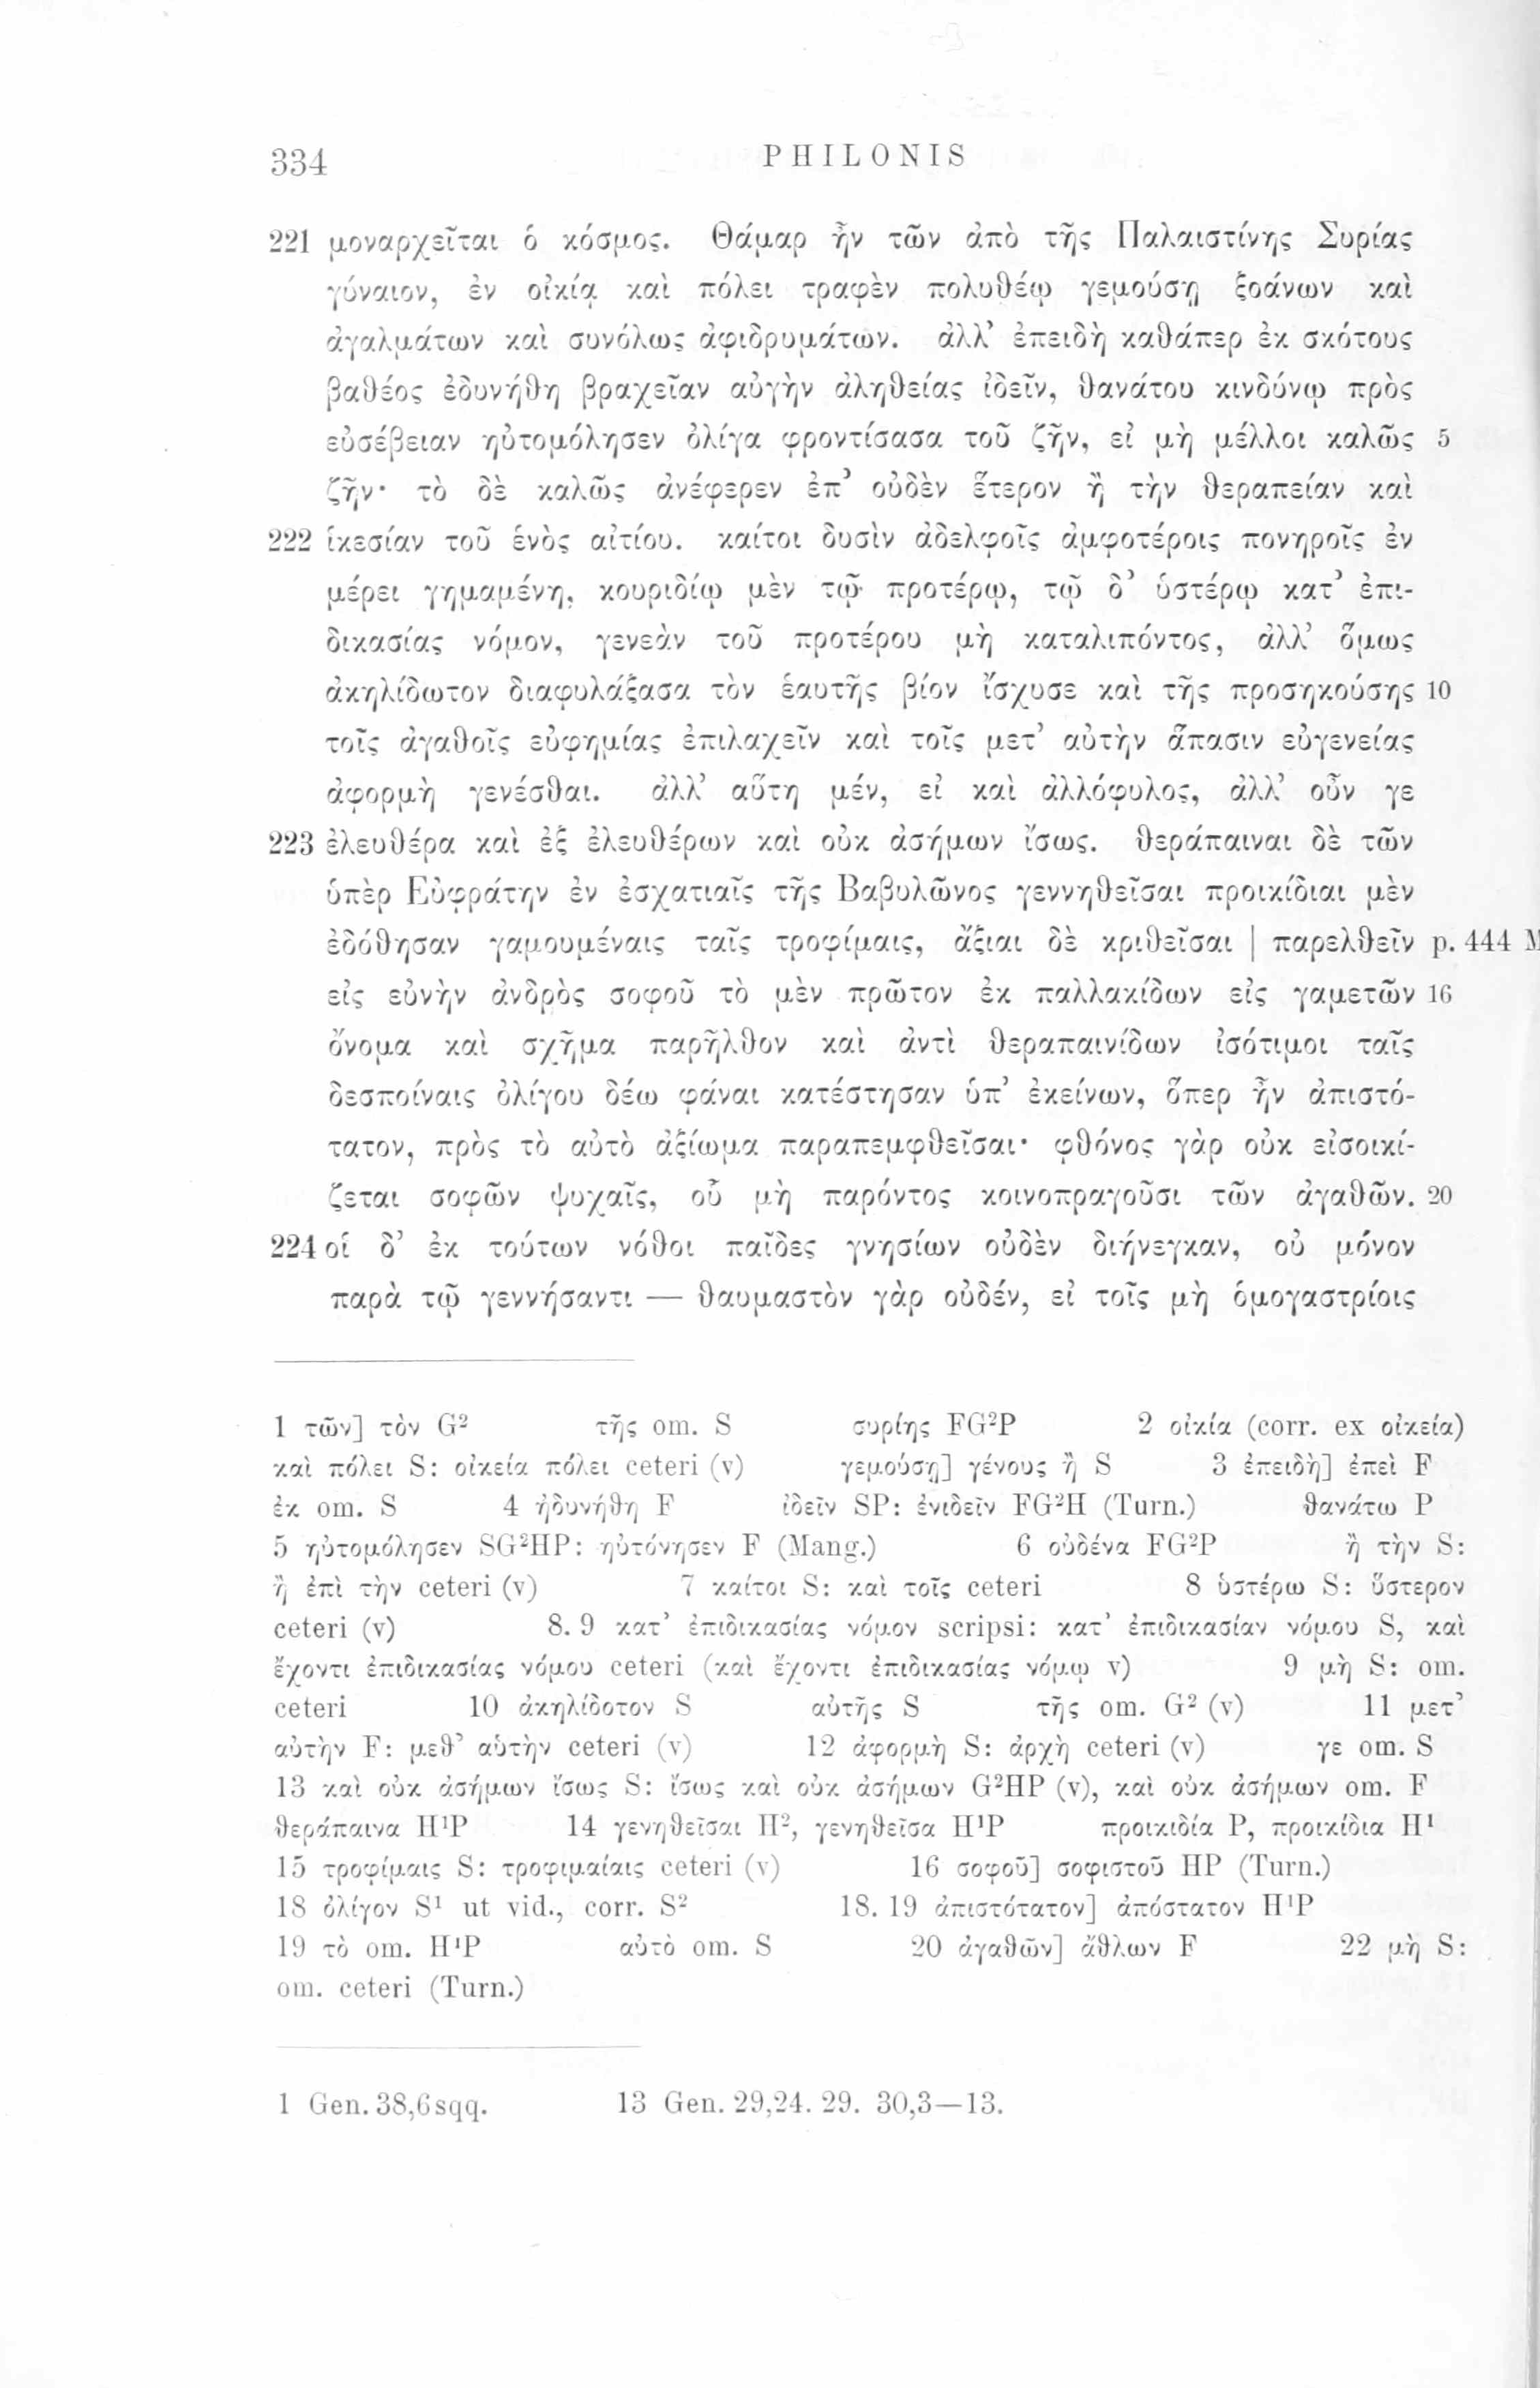 334 PHILONIS
221 μοναρχεῖται ὁ κόσμος. Θάμαρ ἦν τῶν ἀπὸ τῆς Παλαιστίνης Συρίας
γύναιον, ἐν οἰκίᾳ καὶ πόλει τραφὲν πολυθέῳ γεμούσῃ ξοάνων καὶ
ἀγαλμάτων καὶ συνόλως ἀφιδρυμάτων. ἀλλ’ ἐπειδὴ καθάπερ ἐκ σκότους
βαθέος ἐδυνήθη βραχεῖαν αὐγὴν ἀληθείας ἰδεῖν, θανάτου κινδύνῳ πρὸς
εὐσέβειαν ηὐτομόλησεν ὀλίγα φροντίσασα τοῦ ζῆν, εἰ μὴ μέλλοι καλῶς 5
ζῆν· τὸ δὲ καλῶς ἀνέφερεν ἐπ’ οὐδὲν ἕτερον ἢ τὴν θεραπείαν καὶ
222 ἱκεσίαν τοῦ ἑνὸς αἰτίου. καίτοι δυσὶν ἀδελφοῖς ἀμφοτέροις πονηροῖς ἐν
μέρει γημαμένη, κουριδίῳ μὲν τῷ προτέρῳ, τῷ δ’ ὑστέρῳ κατ’ ἐπι-
δικασίας νόμον, γενεὰν τοῦ προτέρου μὴ καταλιπόντος, ἀλλ’ ὅμως
ἀκηλίδωτον διαφυλάξασα τὸν ἑαυτῆς βίον ἴσχυσε καὶ τῆς προσηκούσης 10
τοῖς ἀγαθοῖς εὐφημίας ἐπιλαχεῖν καὶ τοῖς μετ’ αὐτὴν ἅπασιν εὐγενείας
ἀφορμὴ γενέσθαι. ἀλλ’ αὕτη μέν, εἰ καὶ ἀλλόφυλος, ἀλλ’ οὖν γε
223 ἐλευθέρα καὶ ἐξ ἐλευθέρων καὶ οὐκ ἀσήμων ἴσως. θεράπαιναι δὲ τῶν
ὑπὲρ Εὐφράτην ἐν ἐσχατιαῖς τῆς Βαβυλῶνος γεννηθεῖσαι προικίδιαι μὲν
ἐδόθησαν γαμουμέναις ταῖς τροφίμαις, ἄξιαι δὲ κριθεῖσαι | παρελθεῖν p. 444 M
εἰς εὐνὴν ἀνδρὸς σοφοῦ τὸ μὲν πρῶτον ἐκ παλλακίδων εἰς γαμετῶν 16
ὄνομα καὶ σχῆμα παρῆλθον καὶ ἀντὶ θεραπαινίδων ἰσότιμοι ταῖς
δεσποίναις ὀλίγου δέω φάναι κατέστησαν ὑπ’ ἐκείνων, ὅπερ ἦν ἀπιστό-
τατον, πρὸς τὸ αὐτὸ ἀξίωμα παραπεμφθεῖσαι· φθόνος γὰρ οὐκ εἰσοικί-
ζεται σοφῶν ψυχαῖς, οὗ μὴ παρόντος κοινοπραγοῦσι τῶν ἀγαθῶν. 20
224 οἱ δ’ ἐκ τούτων νόθοι παῖδες γνησίων οὐδὲν διήνεγκαν, οὐ μόνον
παρὰ τῷ γεννήσαντι — θαυμαστὸν γὰρ οὐδέν, εἰ τοῖς μὴ ὁμογαστρίοις
1 τῶν] τὸν G² τῆς om. S συρίης FG²P 2 οἰκία (corr. ex οἰκεία)
καὶ πόλει S: οἰκεία πόλει ceteri (v) γεμούσῃ] γένους ἢ S 3 ἐπειδὴ] ἐπεὶ F
ἐκ om. S 4 ἠδυνήθη F ἰδεῖν SP: ἐνιδεῖν FG²H (Turn.) θανάτω P
5 ηὐτομόλησεν SG²HP: ηὐτόνησεν F (Mang.) 6 οὐδένα FG²P ἢ τὴν S:
ἢ ἐπὶ τὴν ceteri (v) 7 καίτοι S: καὶ τοῖς ceteri 8 ὑστέρω S: ὕστερον
ceteri (v) 8. 9 κατ’ ἐπιδικασίας νόμον scripsi: κατ’ ἐπιδικασίαν νόμου S, καὶ
ἔχοντι ἐπιδικασίας νόμου ceteri (καὶ ἔχοντι ἐπιδικασίας νόμῳ v) 9 μὴ S: om.
ceteri 10 ἀκηλίδοτον S αὐτῆς S τῆς om. G² (v) 11 μετ’
αὐτὴν F: μεθ’ αὑτὴν ceteri (v) 12 ἀφορμὴ S: ἀρχὴ ceteri (v) γε om. S
13 καὶ οὐκ ἀσήμων ἴσως S: ἴσως καὶ οὐκ ἀσήμων G²HP (v), καὶ οὐκ ἀσήμων om. F
θεράπαινα H¹P 14 γενηθεῖσαι H², γενηθεῖσα H¹P προικιδία P, προικίδια H¹
15 τροφίμαις S: τροφιμαίαις ceteri (v) 16 σοφοῦ] σοφιστοῦ HP (Turn.)
18 ὀλίγον S¹ ut vid., corr. S² 18. 19 ἀπιστότατον] ἀπόστατον H¹P
19 τὸ om. H¹P αὐτὸ om. S 20 ἀγαθῶν] ἄθλων F 22 μὴ S:
om. ceteri (Turn.)
1 Gen. 38,6 sqq. 13 Gen. 29,24. 29. 30,3—13.